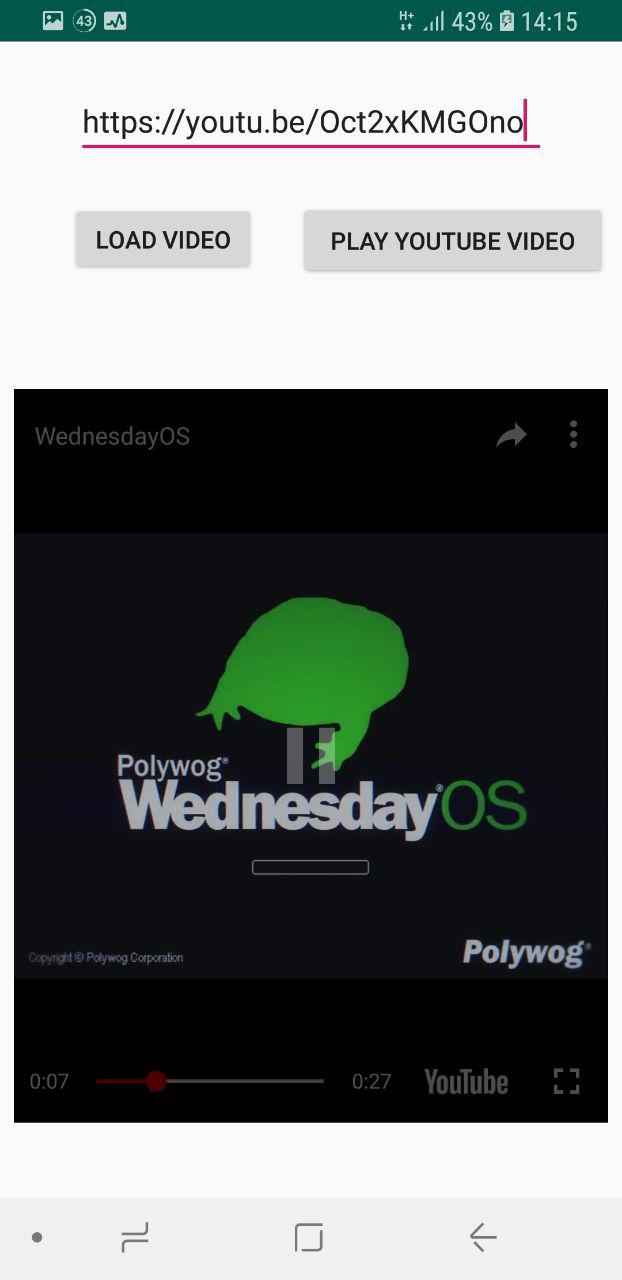 43 H+ 43% 14:15
https://youtu.be/Oct2xKMGOno
LOAD VIDEO
PLAY YOUTUBE VIDEO
WednesdayOS
Polywog®
Wednesday®OS
Copyright © Polywog Corporation
Polywog®
0:07
0:27
YouTube